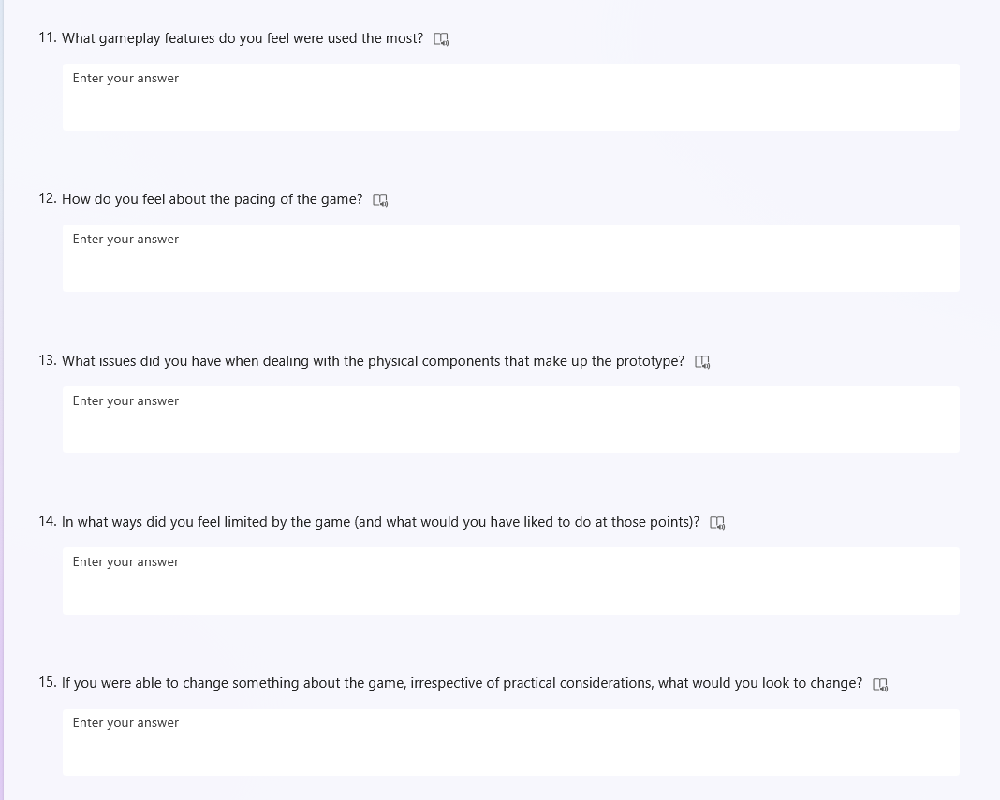 11. What gameplay features do you feel were used the most?
Enter your answer
12. How do you feel about the pacing of the game?
Enter your answer
13. What issues did you have when dealing with the physical components that make up the prototype?
Enter your answer
14. In what ways did you feel limited by the game (and what would you have liked to do at those points)?
Enter your answer
15. If you were able to change something about the game, irrespective of practical considerations, what would you look to change?
Enter your answer